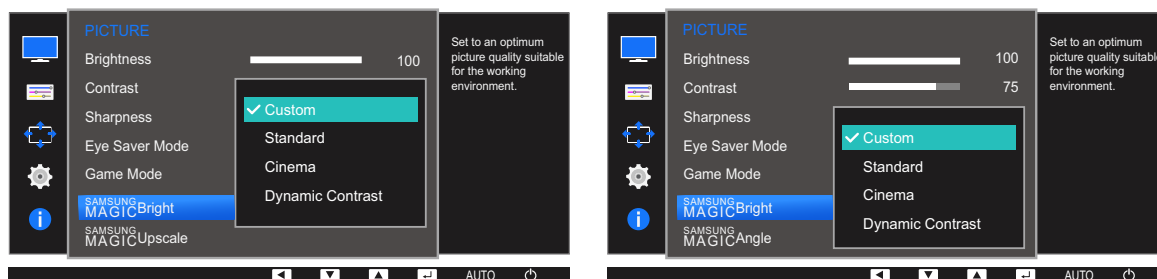 PICTURE
Brightness 100
Contrast
Sharpness
Eye Saver Mode
Game Mode
SAMSUNG
MAGICBright
SAMSUNG
MAGICUpscale
Custom
Standard
Cinema
Dynamic Contrast
Set to an optimum
picture quality suitable
for the working
environment.
AUTO
PICTURE
Brightness 100
Contrast 75
Sharpness
Eye Saver Mode
Game Mode
SAMSUNG
MAGICBright
SAMSUNG
MAGICAngle
Custom
Standard
Cinema
Dynamic Contrast
Set to an optimum
picture quality suitabl
for the working
environment.
AUTO